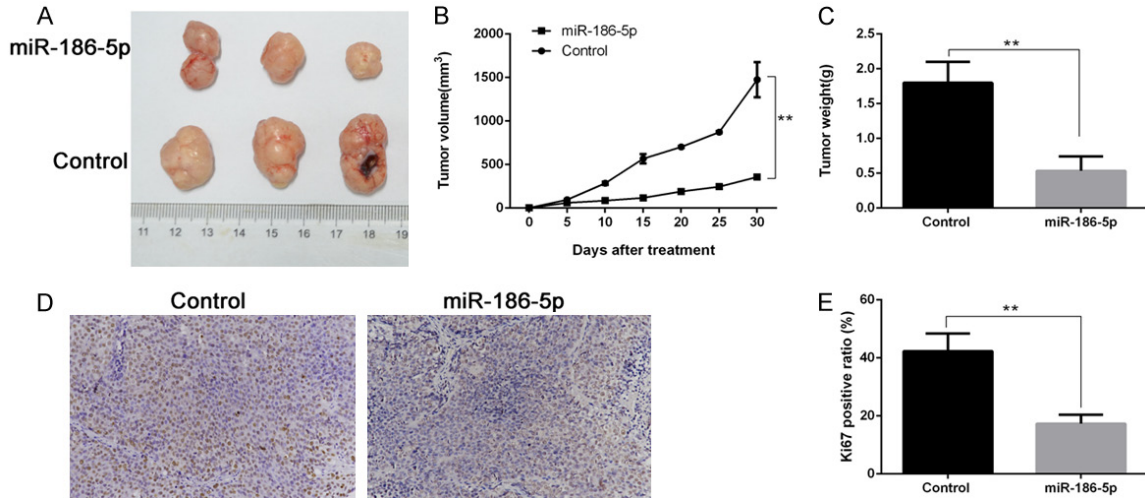 A
miR-186-5p
Control
11 12 13 14 15 16 17 18 19
B
miR-186-5p
Control
Tumor volume(mm3)
2000
1500
1000
500
0
**
0 5 10 15 20 25 30
Days after treatment
C
Tumor weight(g)
2.5
2.0
1.5
1.0
0.5
0.0
**
Control miR-186-5p
D
Control miR-186-5p
E
Ki67 positive ratio (%)
60
40
20
0
**
Control miR-186-5p